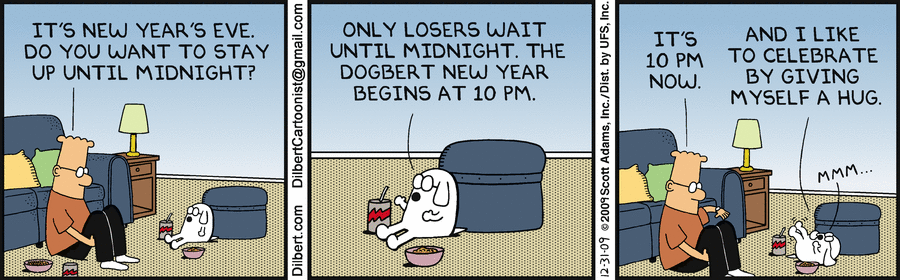 IT'S NEW YEAR'S EVE.
DO YOU WANT TO STAY
UP UNTIL MIDNIGHT?
Dilbert.com DilbertCartoonist@gmail.com
ONLY LOSERS WAIT
UNTIL MIDNIGHT. THE
DOGBERT NEW YEAR
BEGINS AT 10 PM.
12-31-09 ©2009 Scott Adams, Inc./Dist. by UFS, Inc.
IT'S
10 PM
NOW.
AND I LIKE
TO CELEBRATE
BY GIVING
MYSELF A HUG.
MMM...